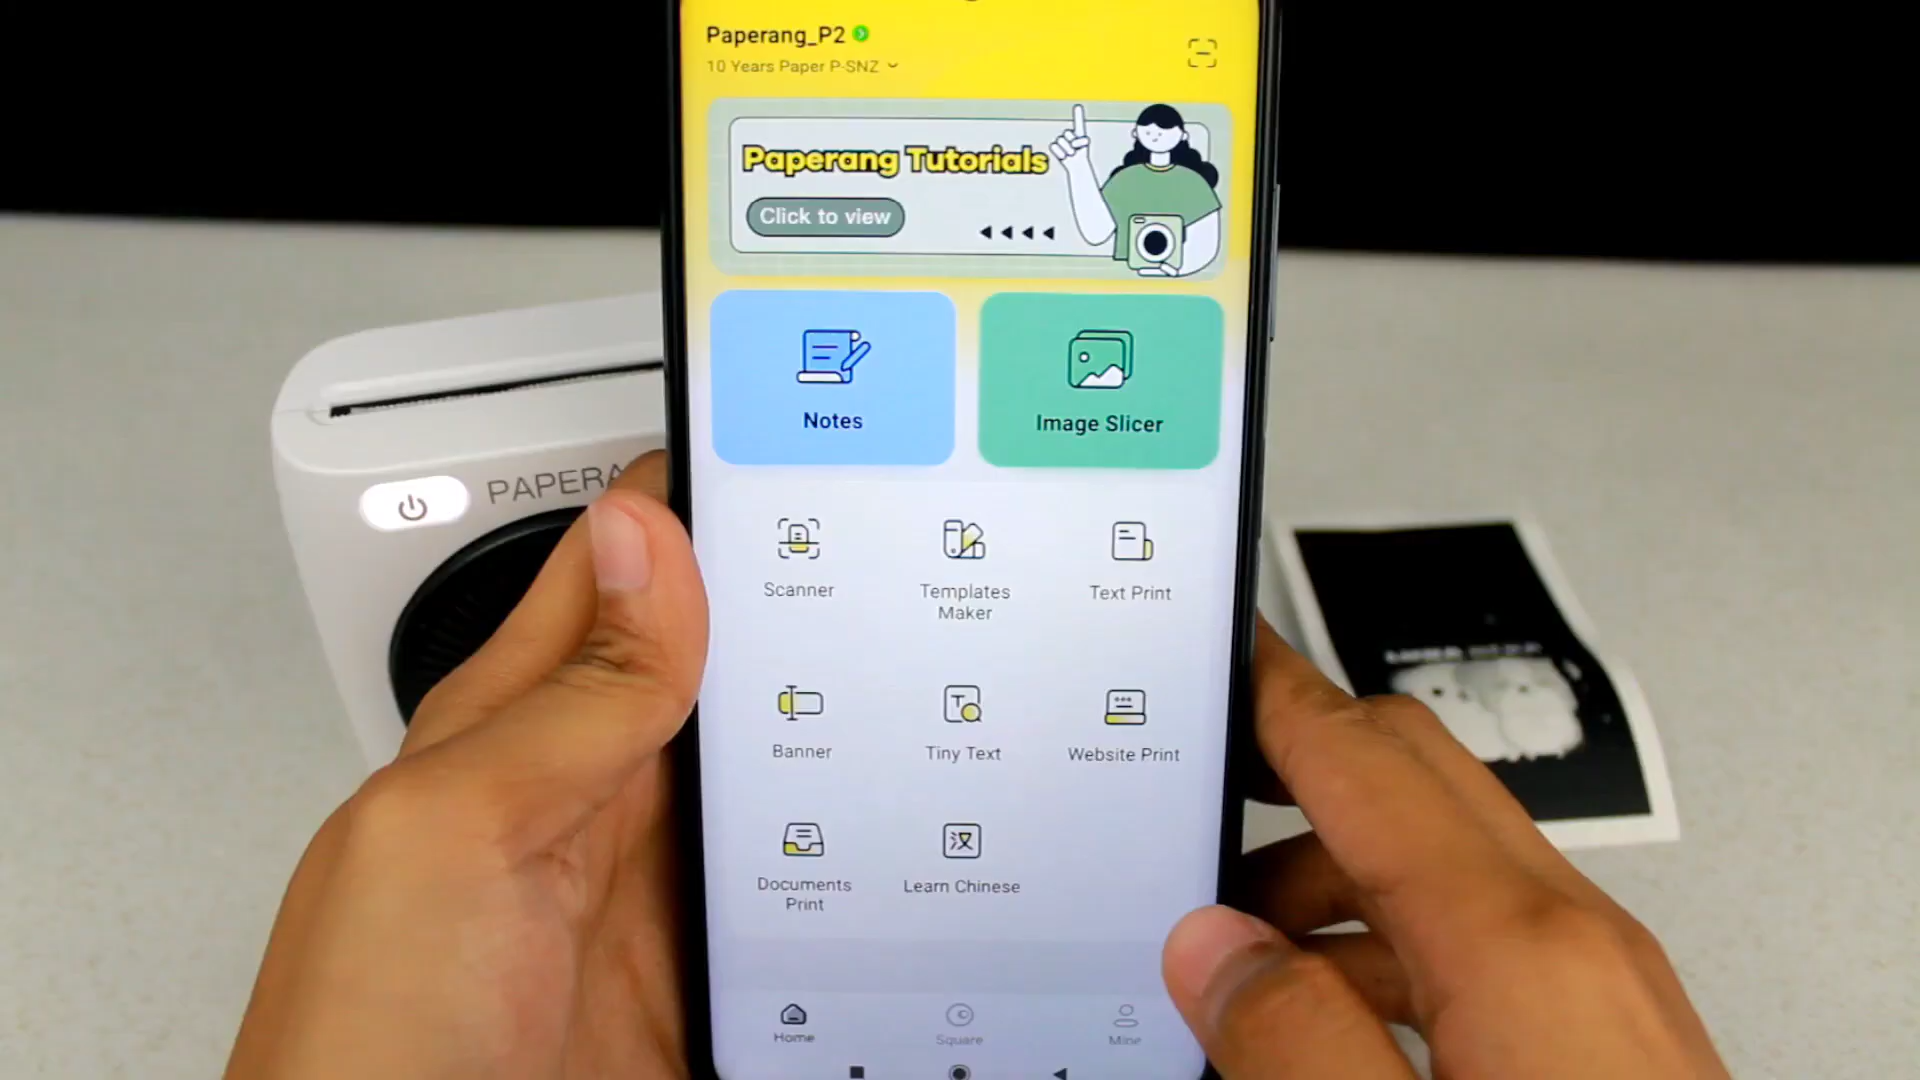 Paperang_P2
10 Years Paper P-SNZ
Paperang Tutorials
Click to view
Notes
Image Slicer
PAPERA
Scanner
Templates
Maker
Text Print
Banner
T
Tiny Text
Website Print
Documents
Print
汉
Learn Chinese
Home
Square
Mine